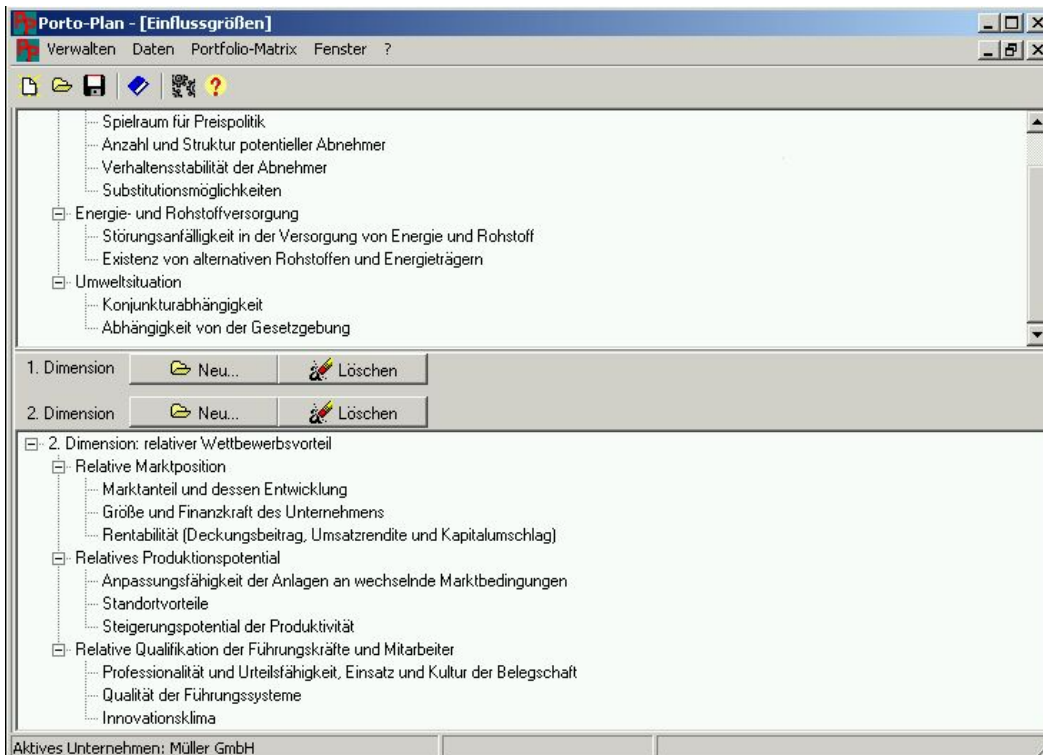 Porto-Plan - [Einflussgrößen]
Verwalten Daten Portfolio-Matrix Fenster ?
Spielraum für Preispolitik
Anzahl und Struktur potentieller Abnehmer
Verhaltensstabilität der Abnehmer
Substitutionsmöglichkeiten
Energie- und Rohstoffversorgung
Störungsanfälligkeit in der Versorgung von Energie und Rohstoff
Existenz von alternativen Rohstoffen und Energieträgern
Umweltsituation
Konjunkturabhängigkeit
Abhängigkeit von der Gesetzgebung
1. Dimension Neu... Löschen
2. Dimension Neu... Löschen
2. Dimension: relativer Wettbewerbsvorteil
Relative Marktposition
Marktanteil und dessen Entwicklung
Größe und Finanzkraft des Unternehmens
Rentabilität (Deckungsbeitrag, Umsatzrendite und Kapitalumschlag)
Relatives Produktionspotential
Anpassungsfähigkeit der Anlagen an wechselnde Marktbedingungen
Standortvorteile
Steigerungspotential der Produktivität
Relative Qualifikation der Führungskräfte und Mitarbeiter
Professionalität und Urteilsfähigkeit, Einsatz und Kultur der Belegschaft
Qualität der Führungssysteme
Innovationsklima
Aktives Unternehmen: Müller GmbH